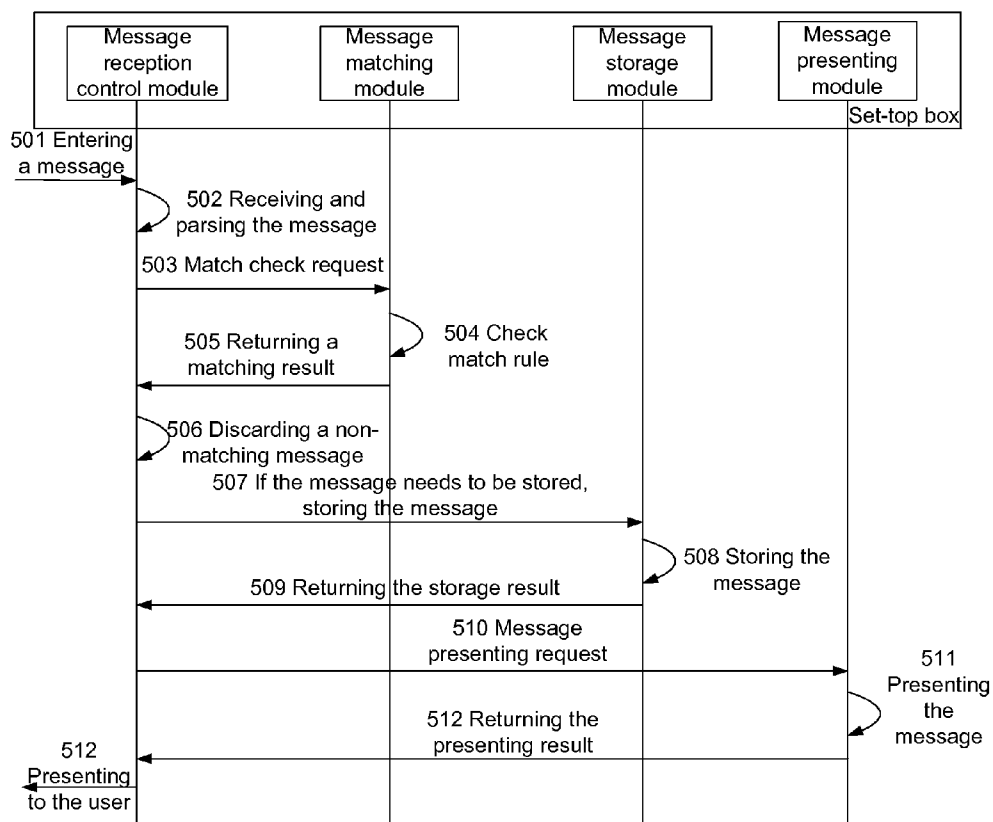 Message
reception
control module
Message
matching
module
Message
storage
module
Message
presenting
module
Set-top box
501 Entering
a message
502 Receiving and
parsing the message
503 Match check request
504 Check
match rule
505 Returning a
matching result
506 Discarding a non-
matching message
507 If the message needs to be stored,
storing the message
508 Storing the
message
509 Returning the storage result
510 Message
presenting request
511
Presenting
the
message
512 Returning the
presenting result
512
Presenting
to the user